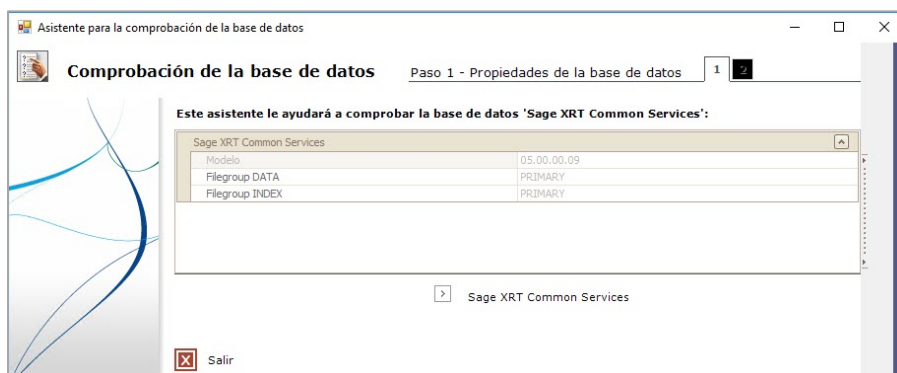 Asistente para la comprobación de la base de datos
Comprobación de la base de datos
Paso 1 - Propiedades de la base de datos
1
2
Este asistente le ayudará a comprobar la base de datos 'Sage XRT Common Services':
Sage XRT Common Services
Modelo 05.00.00.09
Filegroup DATA PRIMARY
Filegroup INDEX PRIMARY
Sage XRT Common Services
Salir